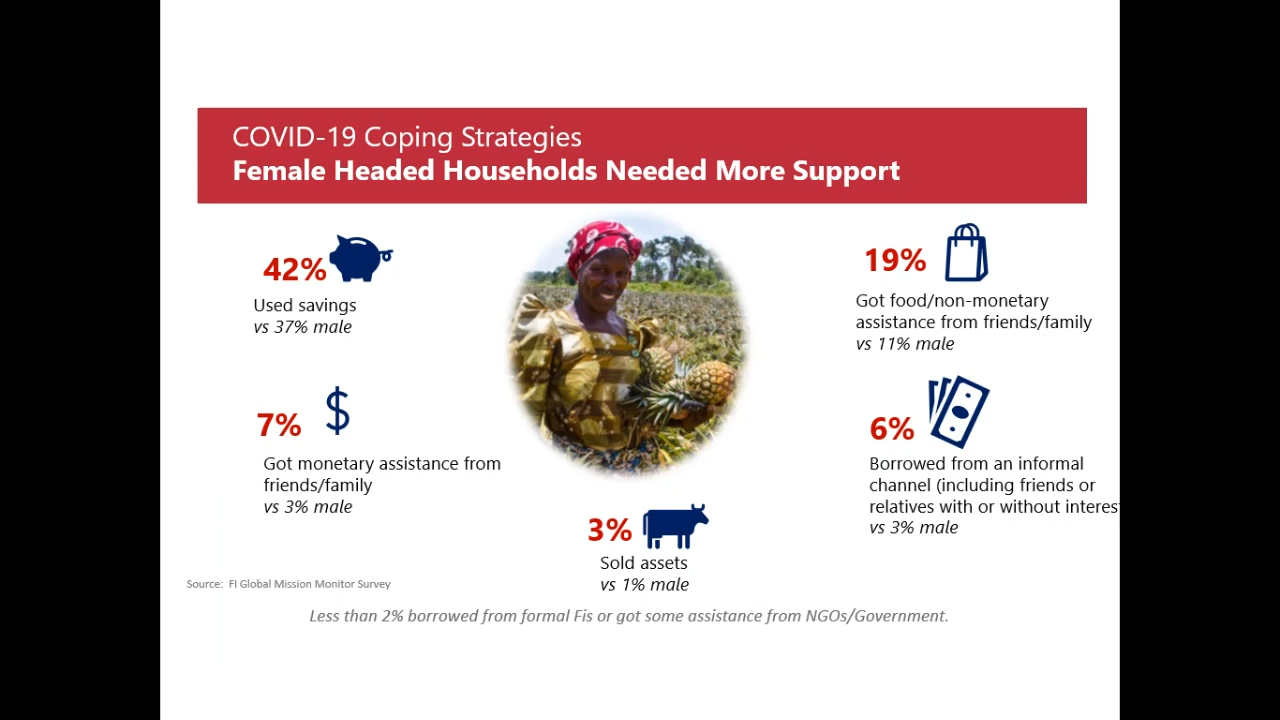 COVID-19 Coping Strategies
Female Headed Households Needed More Support
42%
Used savings
vs 37% male
19%
Got food/non-monetary
assistance from friends/family
vs 11% male
7%
$
Got monetary assistance from
friends/family
vs 3% male
6%
Borrowed from an informal
channel (including friends or
relatives with or without interes
vs 3% male
3%
Sold assets
vs 1% male
Source: FI Global Mission Monitor Survey
Less than 2% borrowed from formal Fis or got some assistance from NGOs/Government.